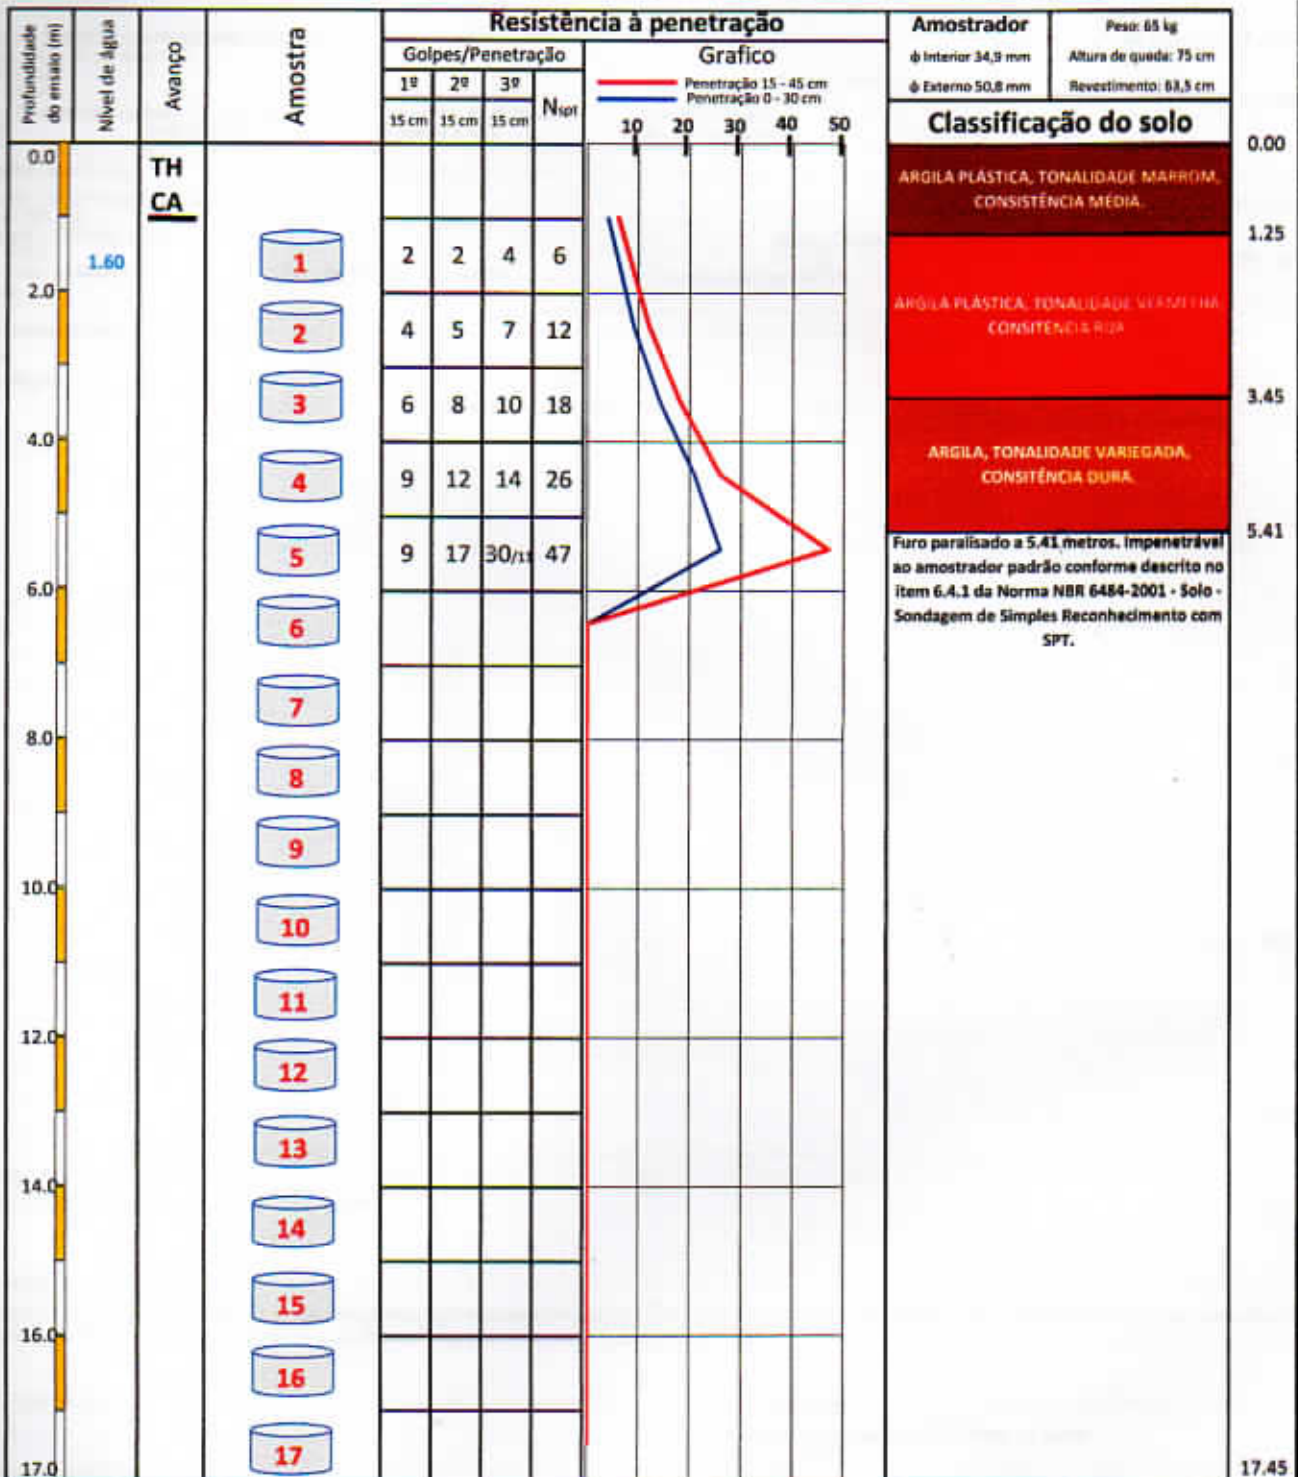 Profundidade do ensaio (m)
Nível de água
Avanço
Amostra
Resistência à penetração
Golpes/Penetração
1º 2º 3º
15 cm 15 cm 15 cm
Nspt
Grafico
Penetração 15 - 45 cm
Penetração 0 - 30 cm
10 20 30 40 50
Amostrador
ϕ Interior 34,9 mm
ϕ Externo 50,8 mm
Peso: 65 kg
Altura de queda: 75 cm
Revestimento: 63,5 cm
Classificação do solo
0.0
TH
CA
0.00
ARGILA PLÁSTICA, TONALIDADE MARROM,
CONSISTÊNCIA MÉDIA.
1.25
1.60
1 2 2 4 6
2.0
ARGILA PLÁSTICA, TONALIDADE VERMELHA
CONSITÊNCIA RIJA
2 4 5 7 12
3 6 8 10 18
3.45
4.0
ARGILA, TONALIDADE VARIEGADA,
CONSITÊNCIA DURA.
4 9 12 14 26
5.41
5 9 17 30/11 47
Furo paralisado a 5.41 metros. Impenetrável
ao amostrador padrão conforme descrito no
item 6.4.1 da Norma NBR 6484-2001 - Solo -
Sondagem de Simples Reconhecimento com
SPT.
6.0
6
7
8.0
8
9
10.0
10
11
12.0
12
13
14.0
14
15
16.0
16
17
17.0
17.45